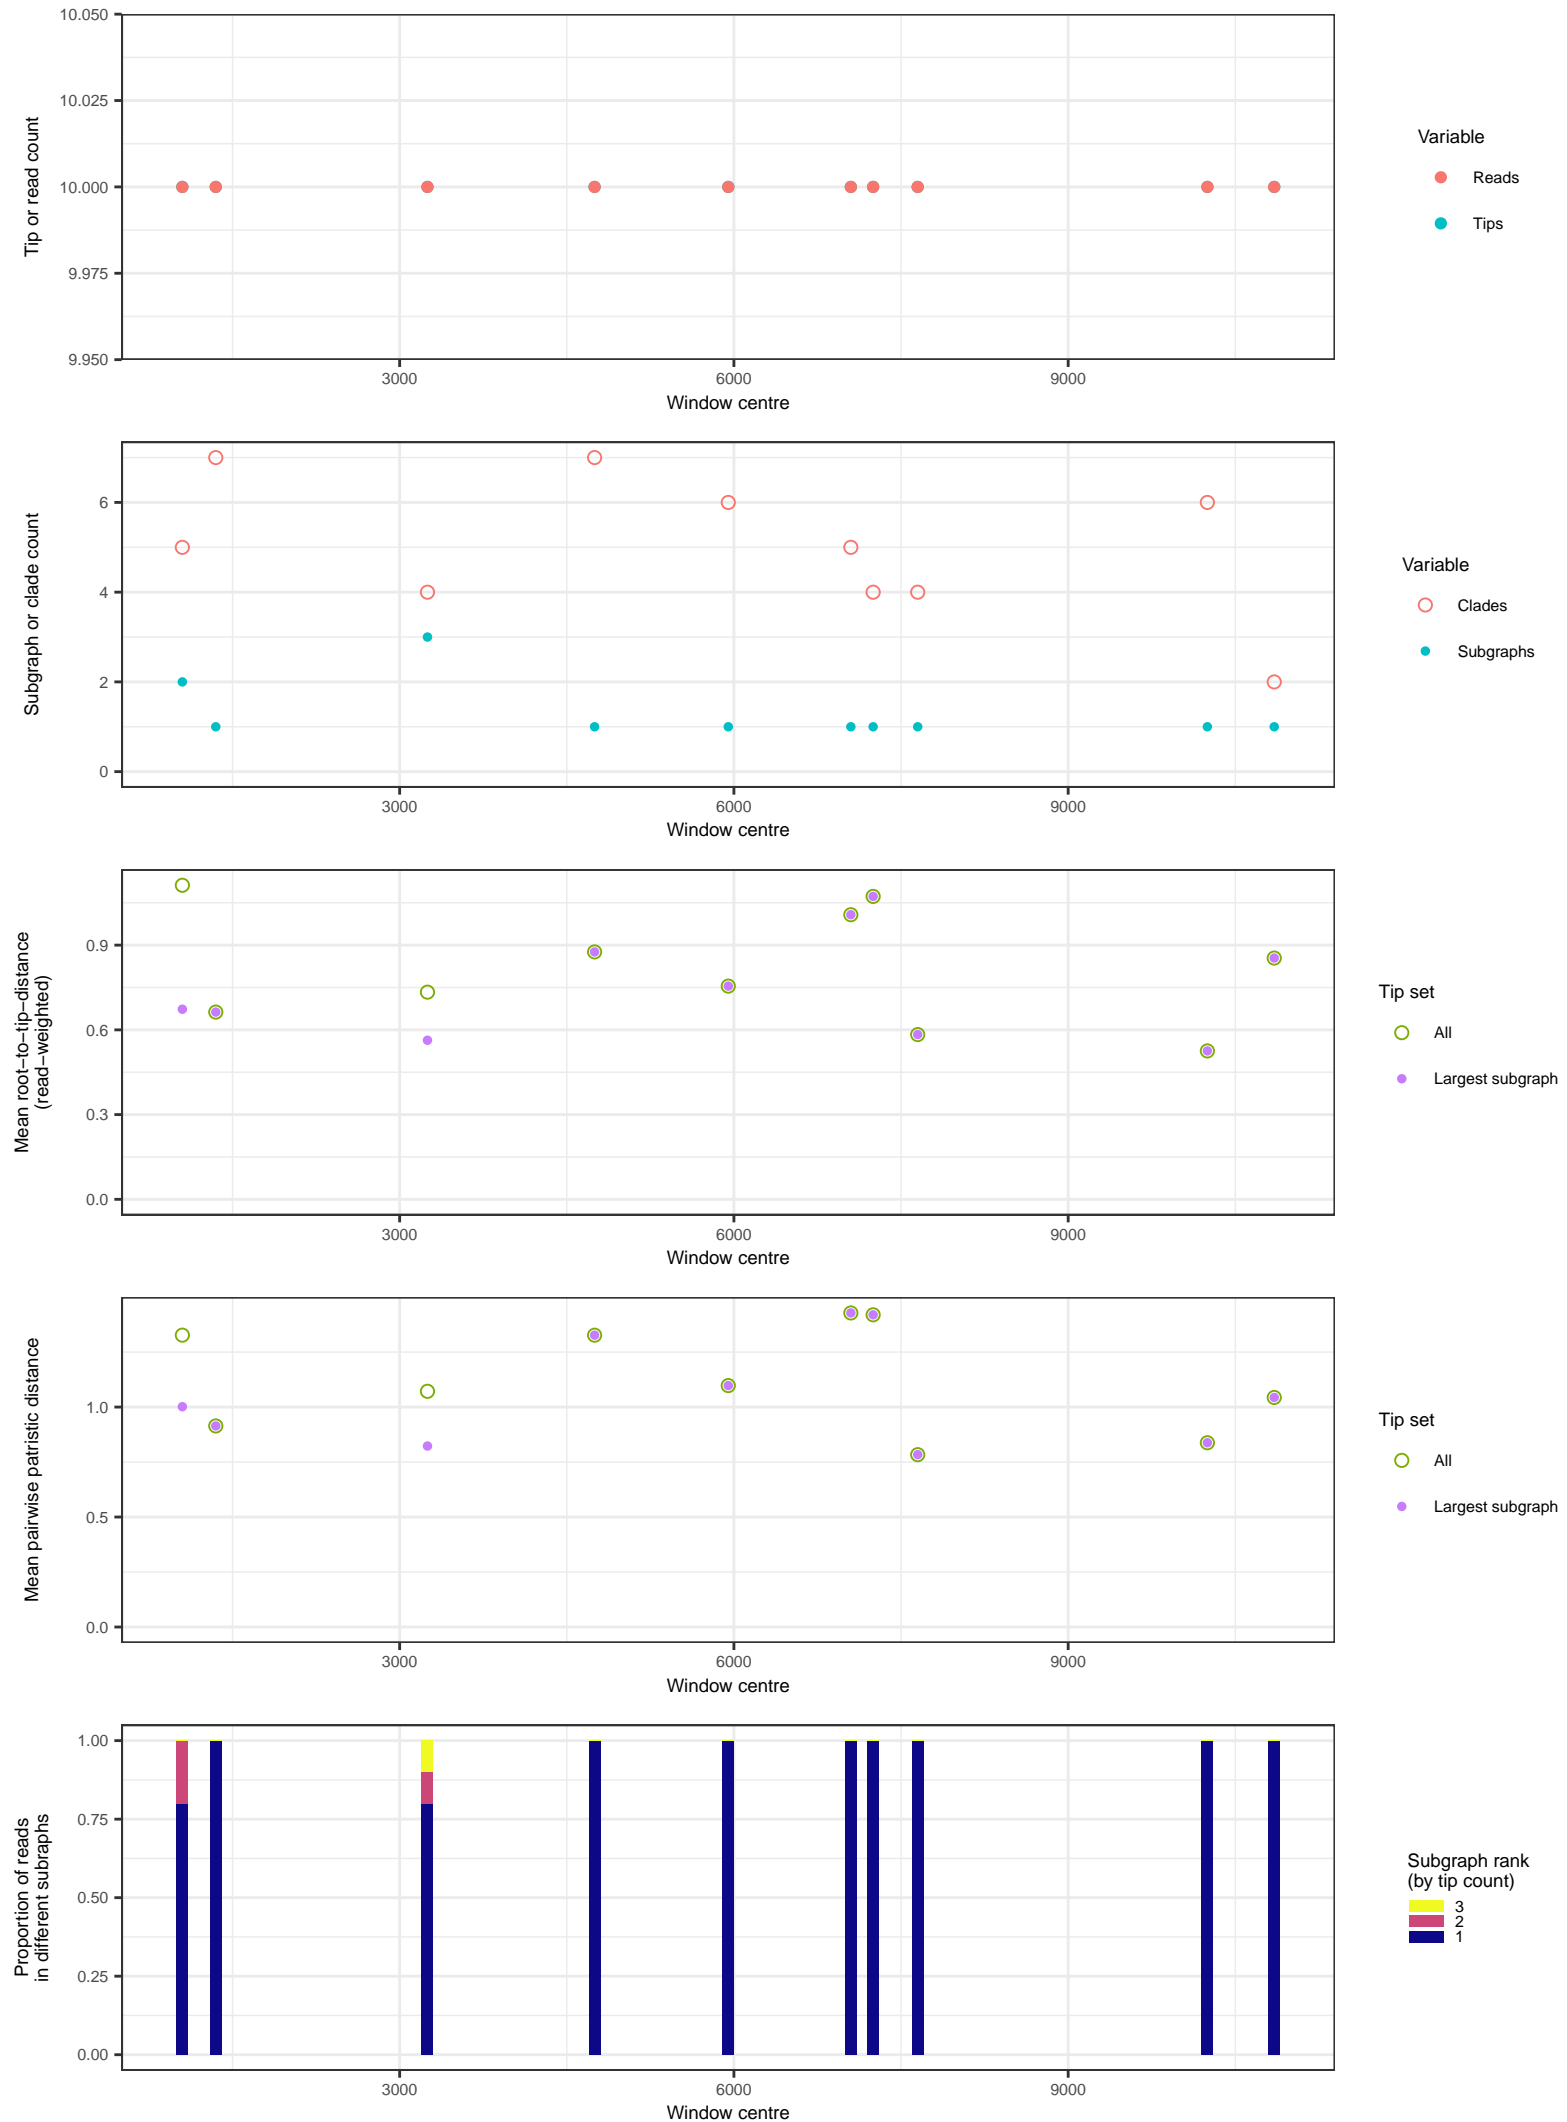 10.050
10.025
10.000
9.975
9.950
Tip or read count
3000
6000
9000
Window centre
Variable
Reads
Tips
6
4
2
0
Subgraph or clade count
3000
6000
9000
Window centre
Variable
Clades
Subgraphs
0.9
0.6
0.3
0.0
Mean root−to−tip−distance
(read−weighted)
3000
6000
9000
Window centre
Tip set
All
Largest subgraph
1.0
0.5
0.0
Mean pairwise patristic distance
3000
6000
9000
Window centre
Tip set
All
Largest subgraph
1.00
0.75
0.50
0.25
0.00
Proportion of reads
in different subraphs
3000
6000
9000
Window centre
Subgraph rank
(by tip count)
3
2
1